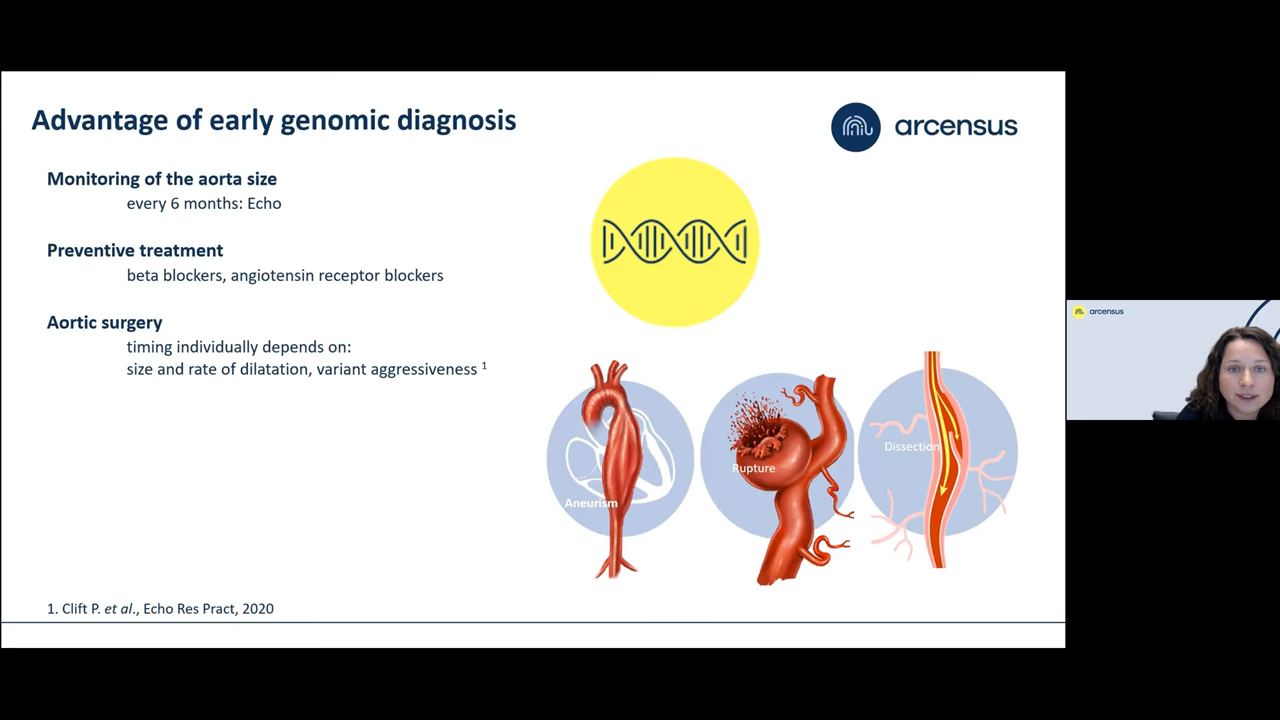 Advantage of early genomic diagnosis
arcensus
Monitoring of the aorta size
every 6 months: Echo
Preventive treatment
beta blockers, angiotensin receptor blockers
Aortic surgery
timing individually depends on:
size and rate of dilatation, variant aggressiveness 1
Aneurism
Rupture
Dissection
1. Clift P. et al., Echo Res Pract, 2020
arcensus